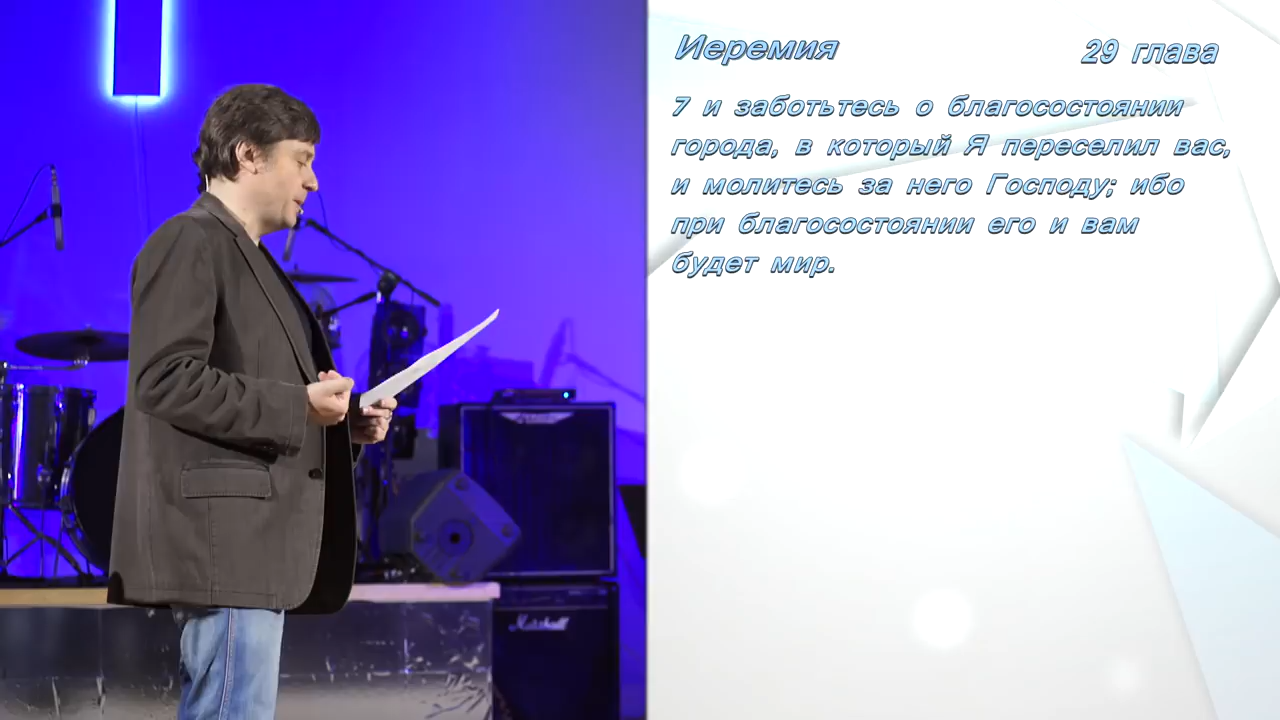 Иеремия 29 глава
7 и заботьтесь о благосостоянии
города, в который Я переселил вас,
и молитесь за него Господу; ибо
при благосостоянии его и вам
будет мир.
Marshall